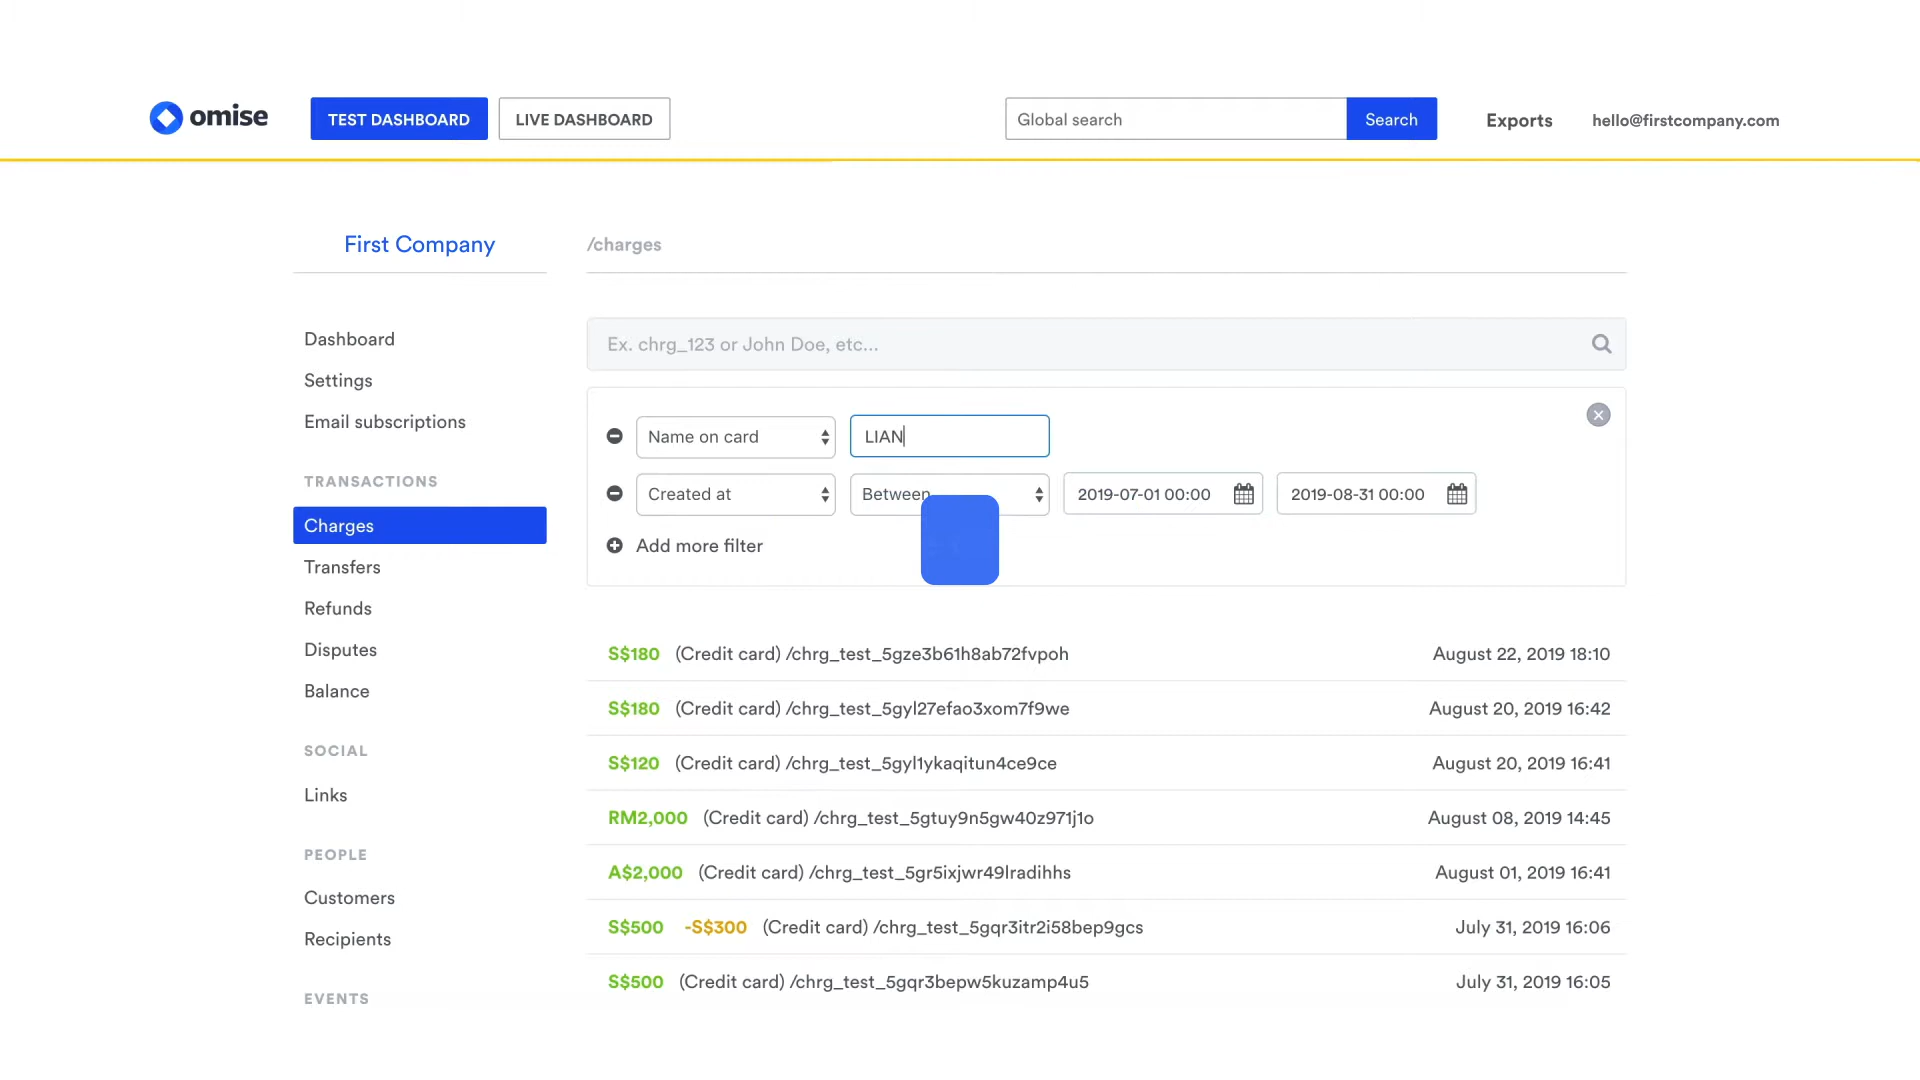 omise
TEST DASHBOARD
LIVE DASHBOARD
Global search
Search
Exports
hello@firstcompany.com
First Company
/charges
Dashboard
Settings
Email subscriptions
TRANSACTIONS
Charges
Transfers
Refunds
Disputes
Balance
SOCIAL
Links
PEOPLE
Customers
Recipients
EVENTS
Ex. chrg_123 or John Doe, etc...
Name on card
LIAN
Created at
Between
2019-07-01 00:00
2019-08-31 00:00
Add more filter
S$180 (Credit card) /chrg_test_5gze3b61h8ab72fvpoh August 22, 2019 18:10
S$180 (Credit card) /chrg_test_5gyl27efao3xom7f9we August 20, 2019 16:42
S$120 (Credit card) /chrg_test_5gyl1ykaqitun4ce9ce August 20, 2019 16:41
RM2,000 (Credit card) /chrg_test_5gtuy9n5gw40z971j1o August 08, 2019 14:45
A$2,000 (Credit card) /chrg_test_5gr5ixjwr49lradihhs August 01, 2019 16:41
S$500 -S$300 (Credit card) /chrg_test_5gqr3itr2i58bep9gcs July 31, 2019 16:06
S$500 (Credit card) /chrg_test_5gqr3bepw5kuzamp4u5 July 31, 2019 16:05